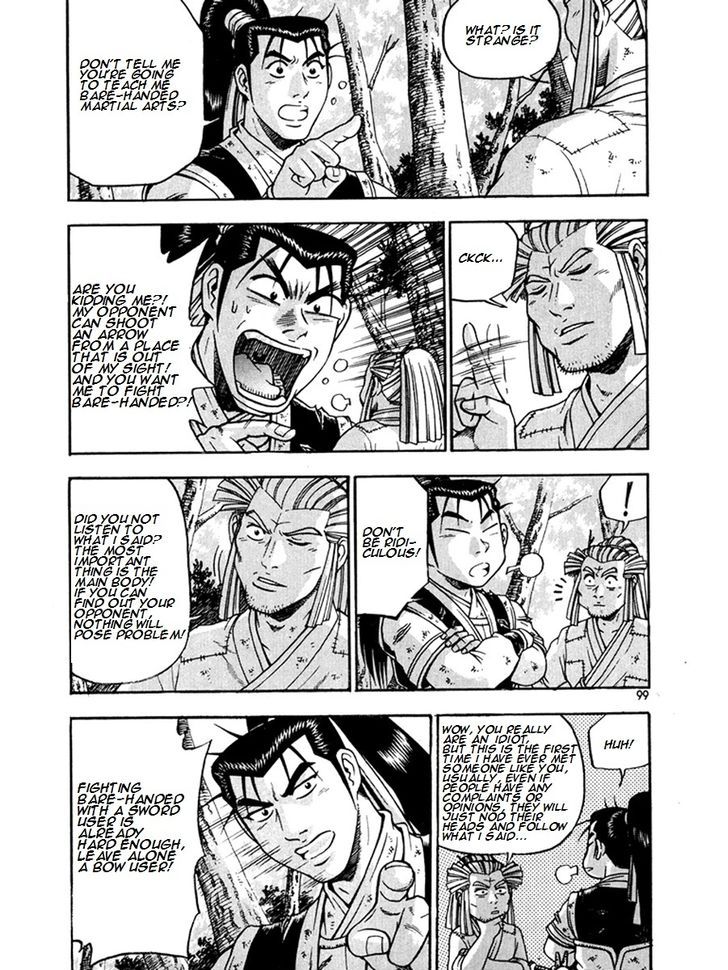 DON'T TELL ME
YOU'RE GOING
TO TEACH ME
BARE-HANDED
MARTIAL ARTS?
WHAT? IS IT
STRANGE?
ARE YOU
KIDDING ME?!
MY OPPONENT
CAN SHOOT
AN ARROW
FROM A PLACE
THAT IS OUT
OF MY SIGHT!
AND YOU WANT
ME TO FIGHT
BARE-HANDED?!
CKCK...
DID YOU NOT
LISTEN TO
WHAT I SAID?
THE MOST
IMPORTANT
THING IS THE
MAIN BODY!
IF YOU CAN
FIND OUT YOUR
OPPONENT,
NOTHING WILL
POSE PROBLEM!
DON'T
BE RIDI-
CULOUS!
!
99
FIGHTING
BARE-HANDED
WITH A SWORD
USER IS
ALREADY
HARD ENOUGH,
LEAVE ALONE
A BOW USER!
WOW, YOU REALLY
ARE AN IDIOT,
BUT THIS IS THE FIRST
TIME I HAVE EVER MET
SOMEONE LIKE YOU,
USUALLY, EVEN IF
PEOPLE HAVE ANY
COMPLAINTS OR
OPINIONS, THEY WILL
JUST NOD THEIR
HEADS AND FOLLOW
WHAT I SAID...
HUH!